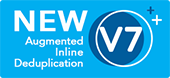 NEW
Augmented
Inline
Deduplication
V7
++